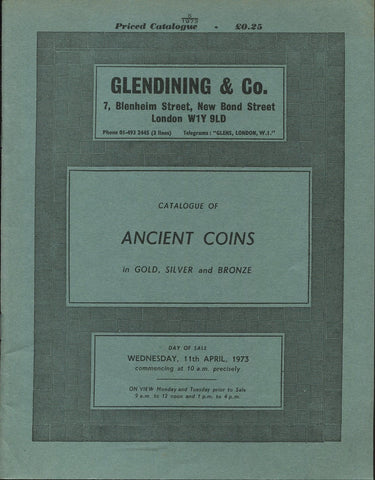 8
1973
Priced Catalogue - £0.25
GLENDINING & Co.
7, Blenheim Street, New Bond Street
London W1Y 9LD
Phone 01-493 2445 (3 lines) Telegrams: "GLENS, LONDON, W.1."
CATALOGUE OF
ANCIENT COINS
in GOLD, SILVER and BRONZE
DAY OF SALE
WEDNESDAY, 11th APRIL, 1973
commencing at 10 a.m. precisely
ON VIEW Monday and Tuesday prior to Sale
9 a.m. to 12 noon and 1 p.m. to 4 p.m.